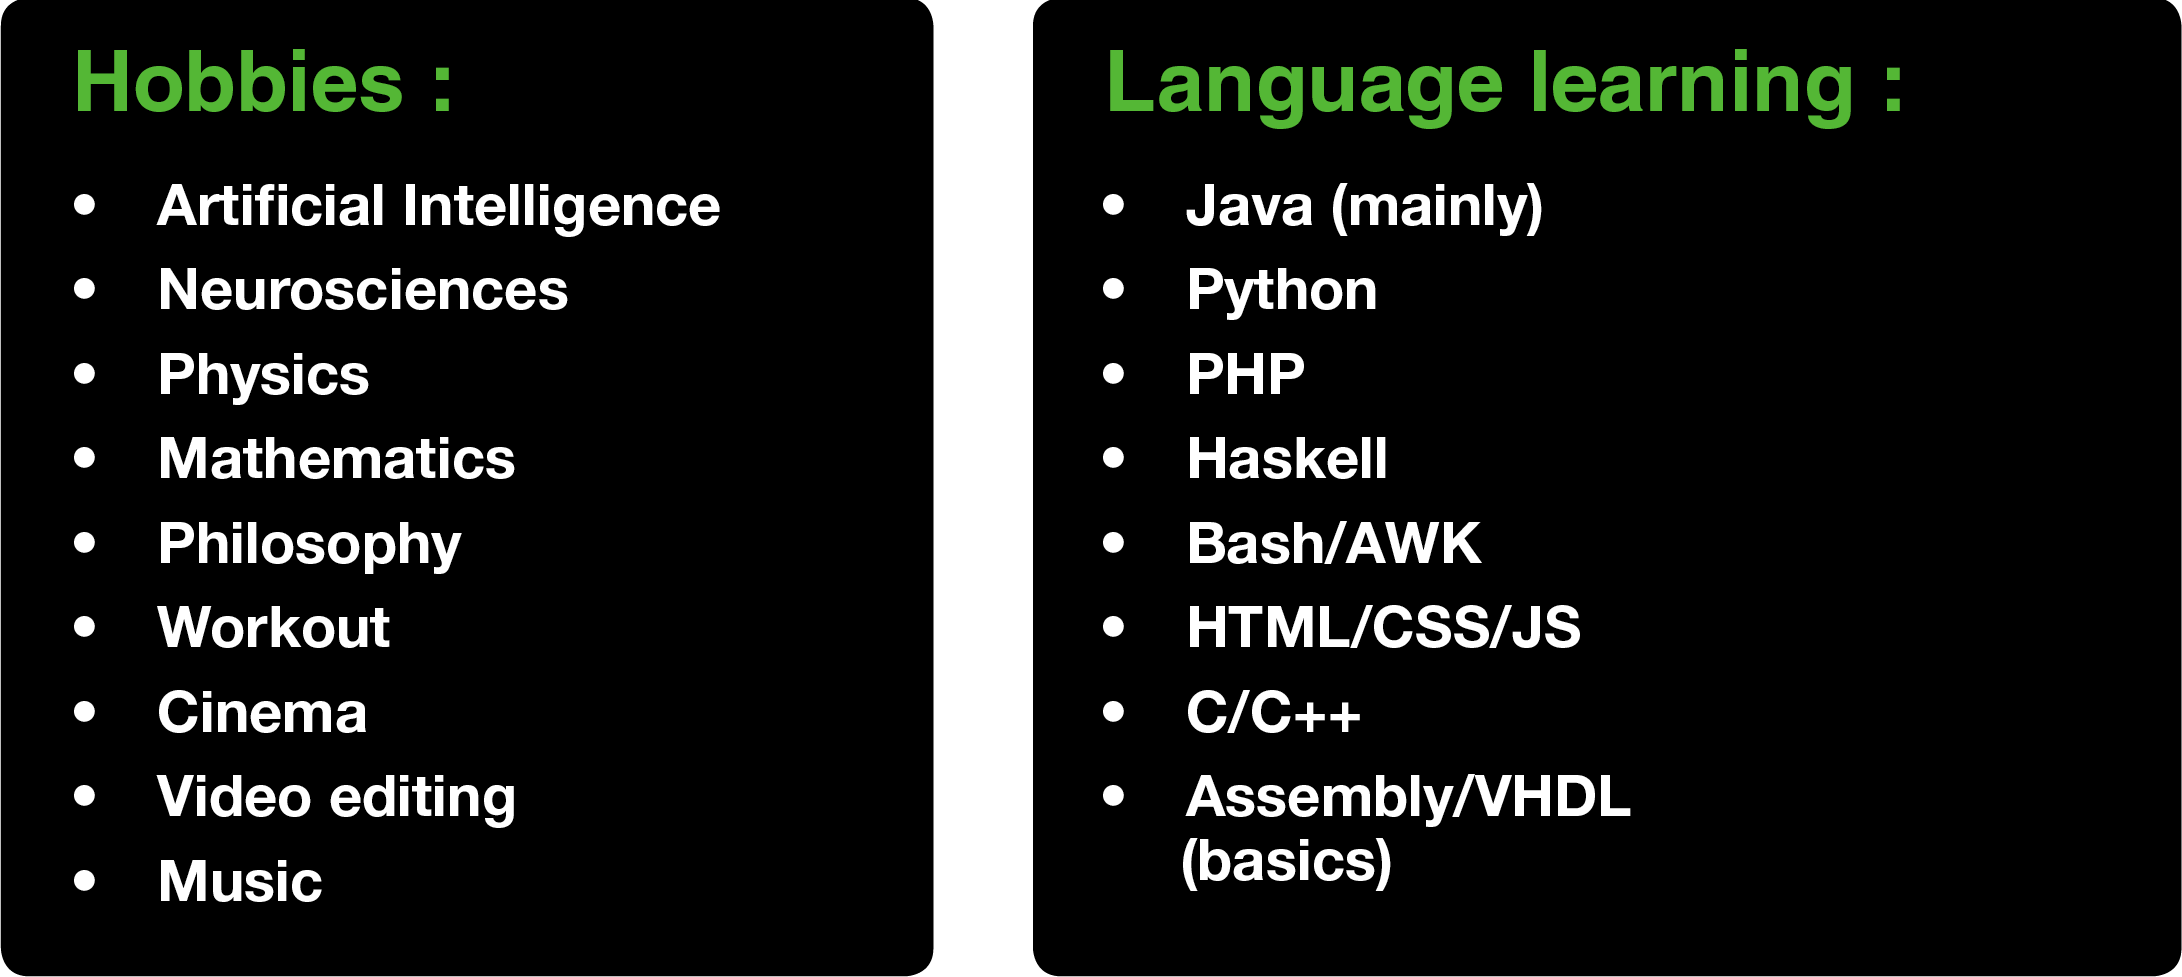 Hobbies :
• Artificial Intelligence
• Neurosciences
• Physics
• Mathematics
• Philosophy
• Workout
• Cinema
• Video editing
• Music
Language learning :
• Java (mainly)
• Python
• PHP
• Haskell
• Bash/AWK
• HTML/CSS/JS
• C/C++
• Assembly/VHDL
(basics)